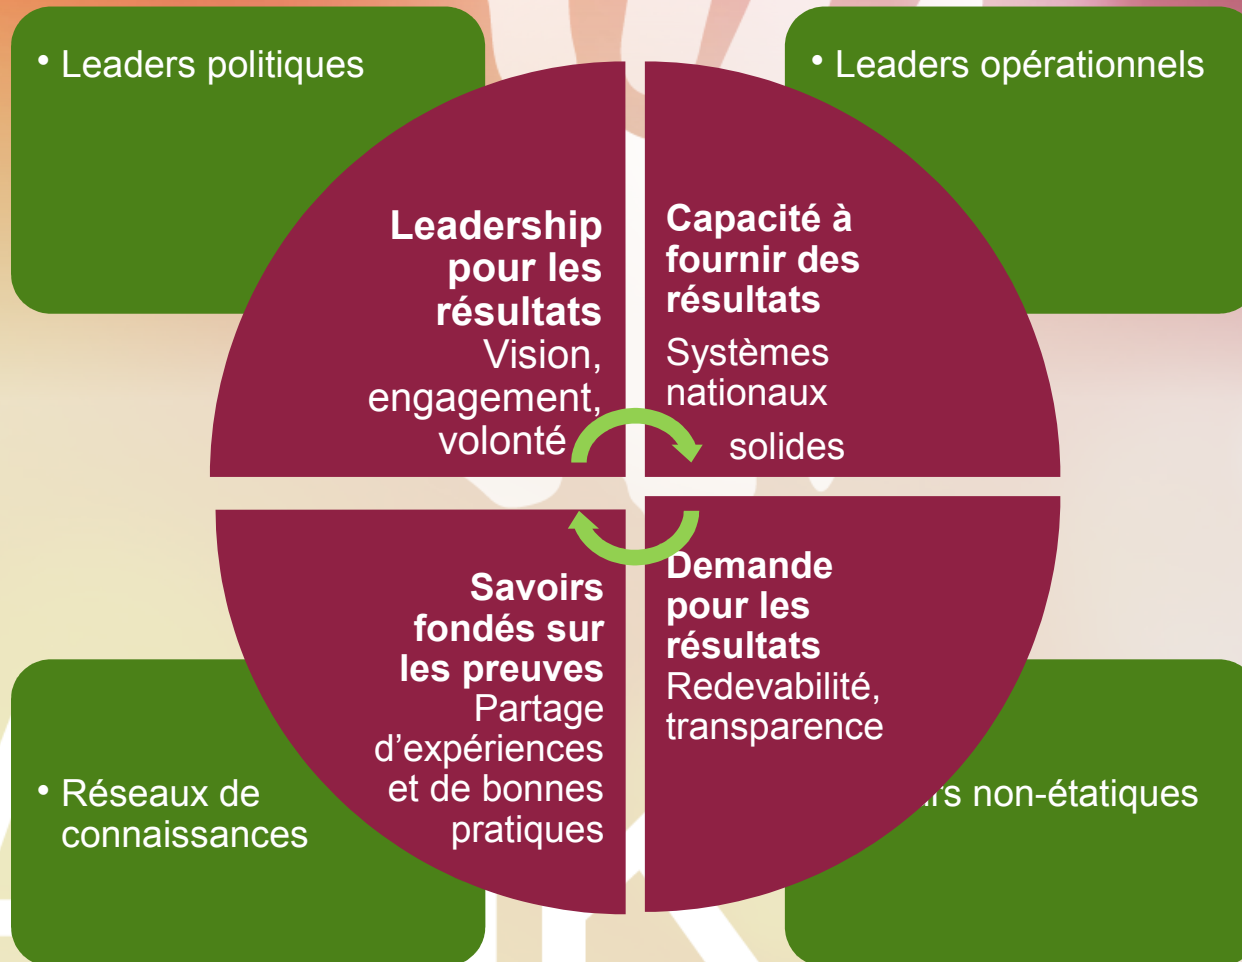 • Leaders politiques
• Leaders opérationnels
Leadership
pour les
résultats
Vision,
engagement,
volonté
Capacité à
fournir des
résultats
Systèmes
nationaux
solides
Savoirs
fondés sur
les preuves
Partage
d’expériences
et de bonnes
pratiques
Demande
pour les
résultats
Redevabilité,
transparence
• Réseaux de
connaissances
non-étatiques